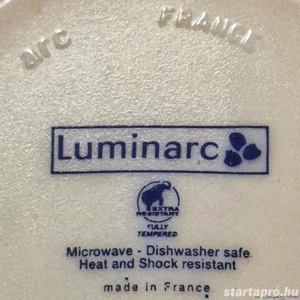 arc FRANCE
Luminarc
EXTRA
RESISTANT
FULLY
TEMPERED
Microwave - Dishwasher safe
Heat and Shock resistant
made in France
startapró.hu